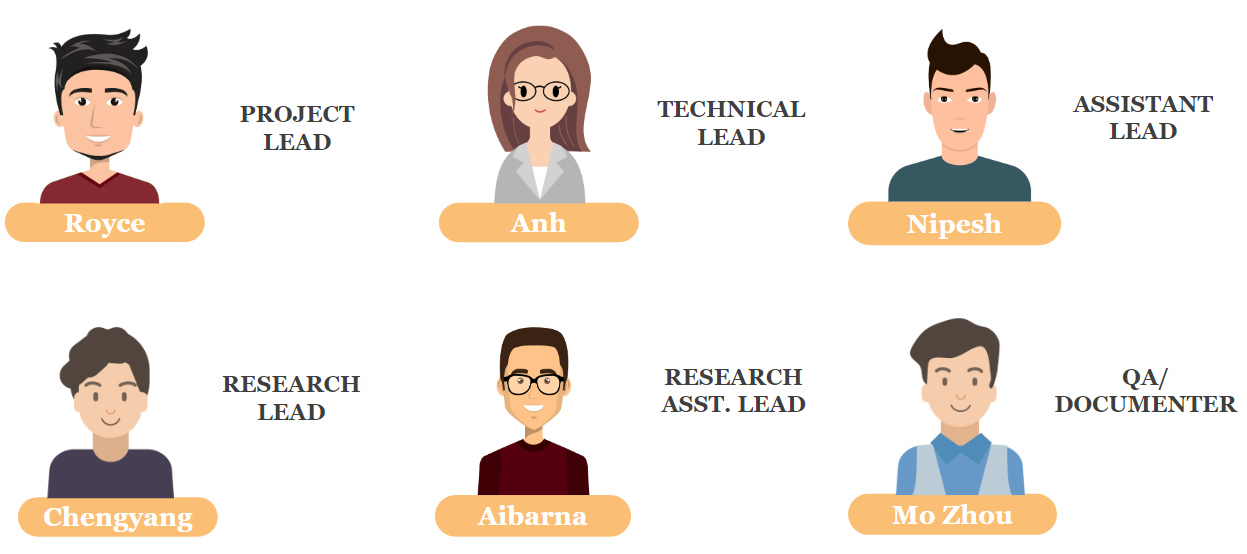 PROJECT
LEAD
Royce
TECHNICAL
LEAD
Anh
ASSISTANT
LEAD
Nipesh
RESEARCH
LEAD
Chengyang
RESEARCH
ASST. LEAD
Aibarna
QA/
DOCUMENTER
Mo Zhou